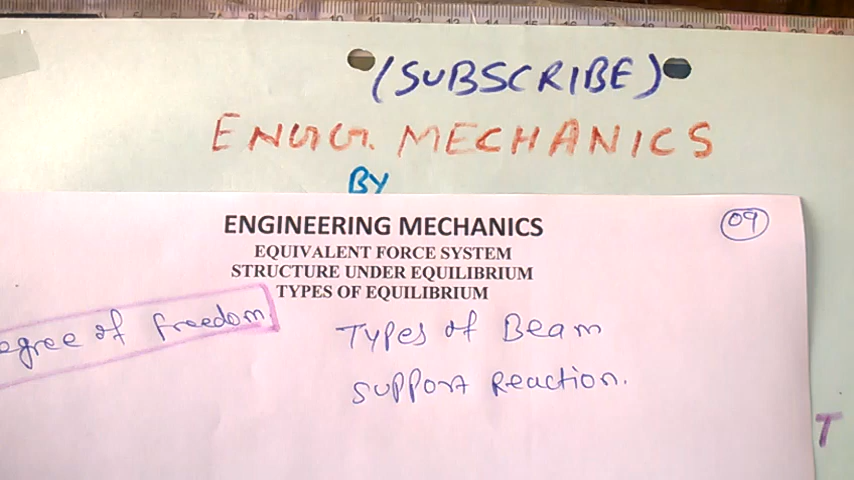 (SUBSCRIBE)
ENGG. MECHANICS
BY
ENGINEERING MECHANICS
09
EQUIVALENT FORCE SYSTEM
STRUCTURE UNDER EQUILIBRIUM
TYPES OF EQUILIBRIUM
egree of freedom.
Types of Beam
support Reaction.
T